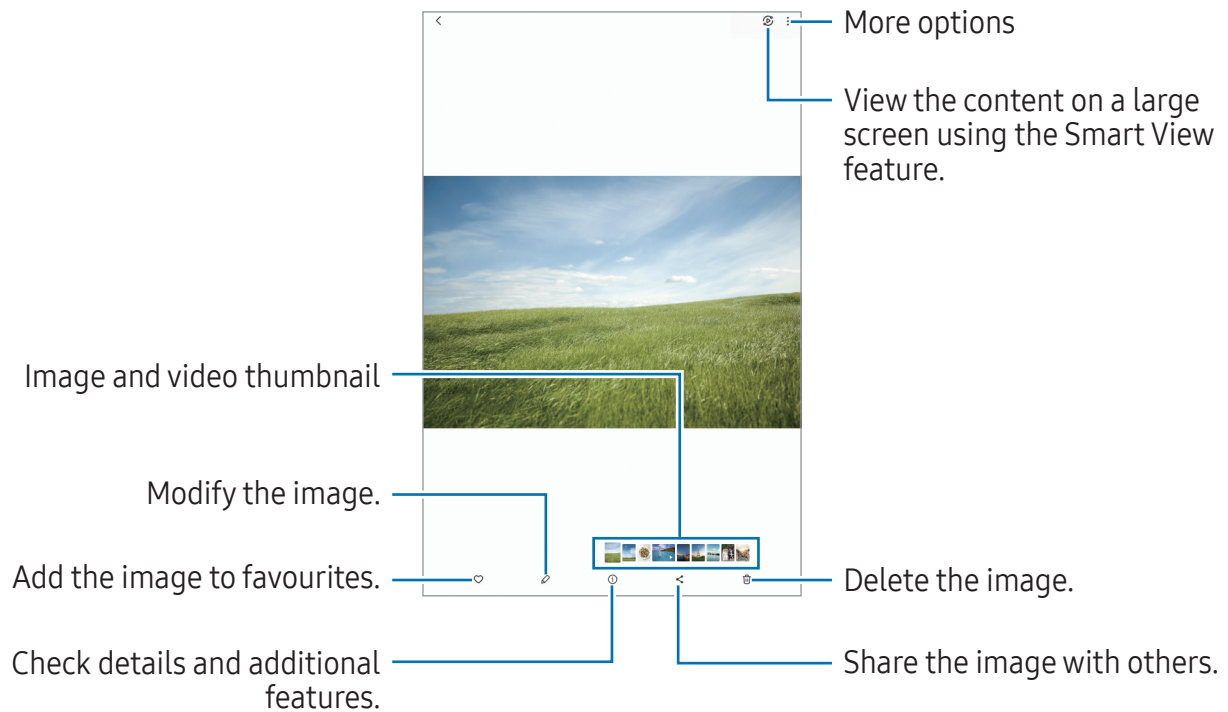 More options
View the content on a large
screen using the Smart View
feature.
Image and video thumbnail
Modify the image.
Add the image to favourites.
Delete the image.
Check details and additional
features.
Share the image with others.